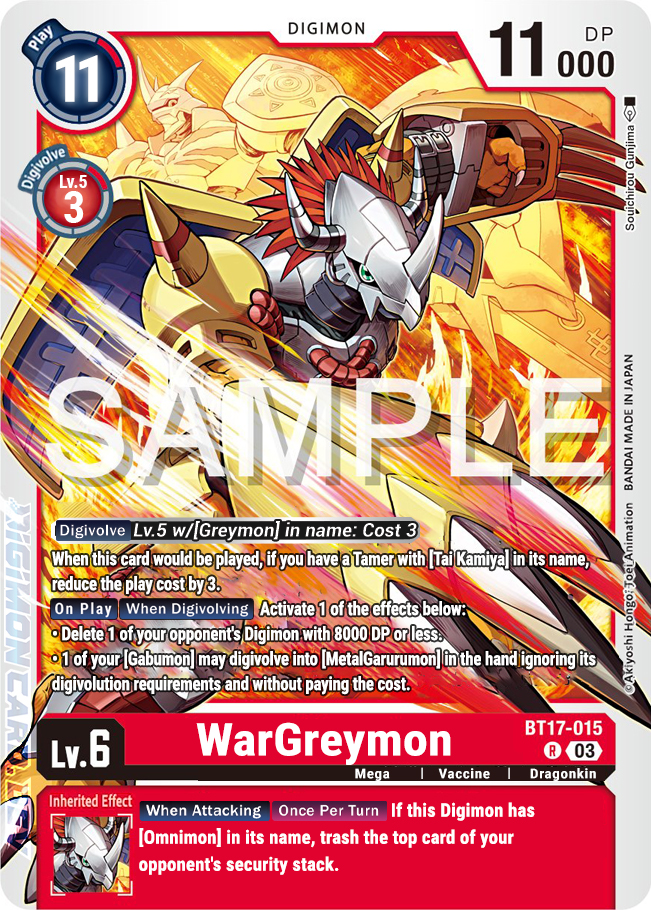 Play
11
DIGIMON
11000 DP
Digivolve
Lv.5
3
Souichirou Gunjima
SAMPLE
BANDAI MADE IN JAPAN
©Akiyoshi Hongo, Toei Animation
DIGIMON CARD
Digivolve Lv.5 w/[Greymon] in name: Cost 3
When this card would be played, if you have a Tamer with [Tai Kamiya] in its name,
reduce the play cost by 3.
On Play When Digivolving Activate 1 of the effects below:
• Delete 1 of your opponent's Digimon with 8000 DP or less.
• 1 of your [Gabumon] may digivolve into [MetalGarurumon] in the hand ignoring its
digivolution requirements and without paying the cost.
Lv.6
WarGreymon
BT17-015
R 03
Mega | Vaccine | Dragonkin
Inherited Effect
When Attacking Once Per Turn If this Digimon has
[Omnimon] in its name, trash the top card of your
opponent's security stack.